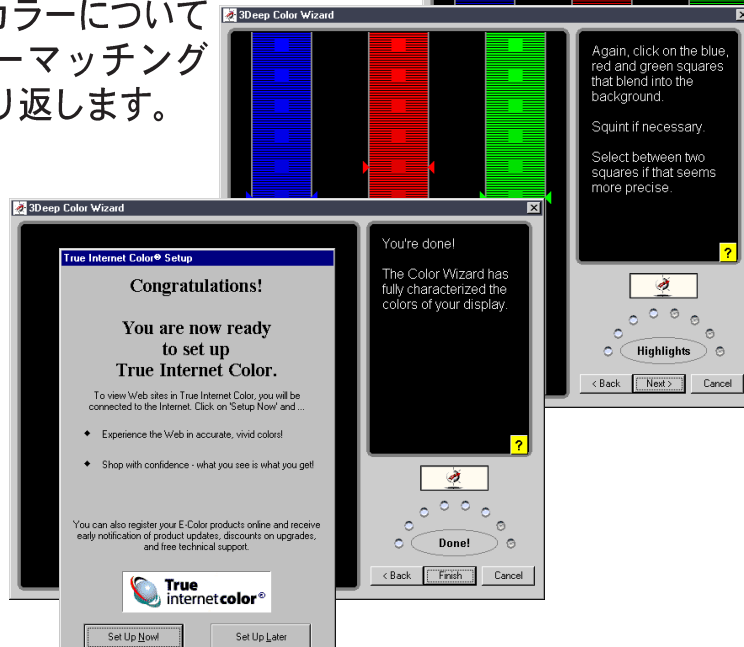 カラーについて
ーマッチング
り返します。
3Deep Color Wizard
Again, click on the blue,
red and green squares
that blend into the
background.
Squint if necessary.
Select between two
squares if that seems
more precise.
?
Highlights
< Back
Next >
Cancel
3Deep Color Wizard
You're done!
The Color Wizard has
fully characterized the
colors of your display.
?
Done!
< Back
Finish
Cancel
True Internet Color® Setup
Congratulations!
You are now ready
to set up
True Internet Color.
To view Web sites in True Internet Color, you will be
connected to the Internet. Click on 'Setup Now' and ...
◆ Experience the Web in accurate, vivid colors!
◆ Shop with confidence - what you see is what you get!
You can also register your E-Color products online and receive
early notification of product updates, discounts on upgrades,
and free technical support.
True
internetcolor®
Set Up Now!
Set Up Later